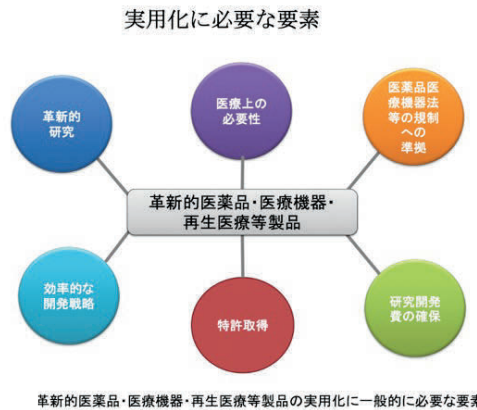 実用化に必要な要素
革新的
研究
医療上の
必要性
医薬品医
療機器法
等の規制
への
準拠
革新的医薬品・医療機器・
再生医療等製品
効率的な
開発戦略
特許取得
研究開発
費の確保
革新的医薬品・医療機器・再生医療等製品の実用化に一般的に必要な要素